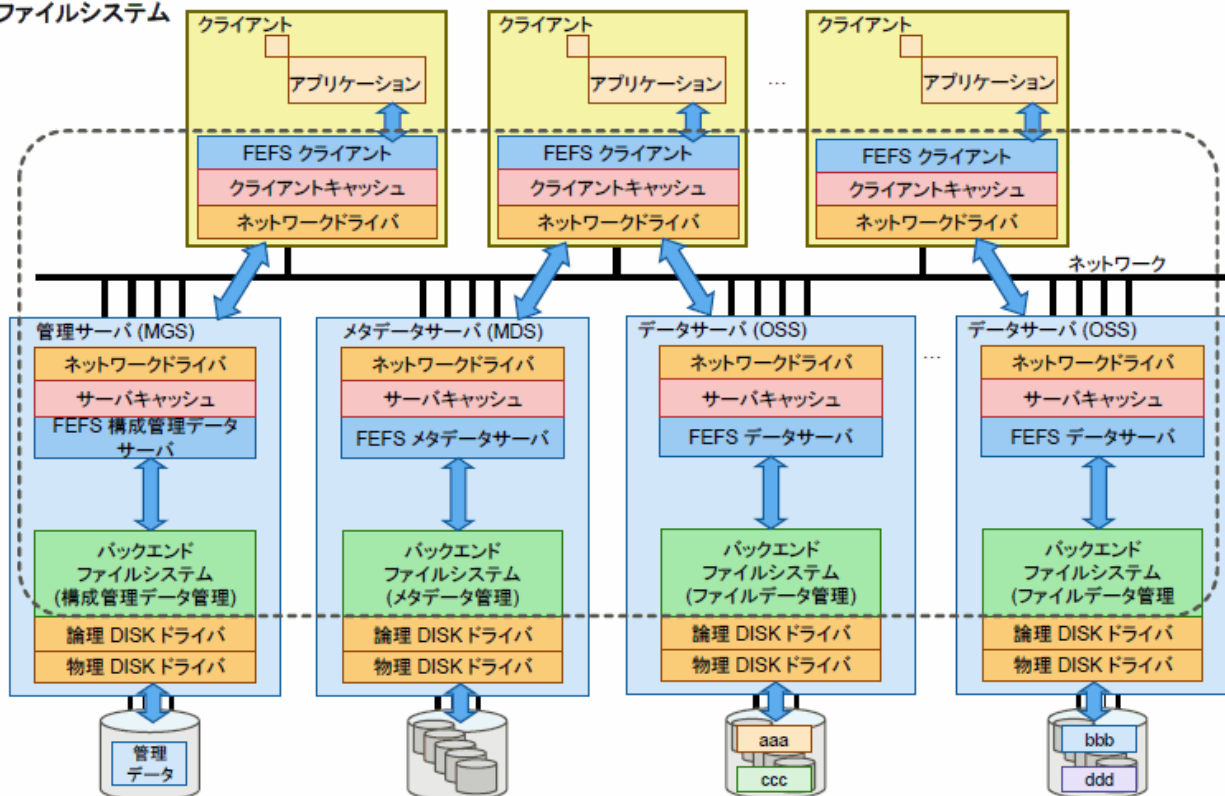 ファイルシステム
クライアント
アプリケーション
FEFS クライアント
クライアントキャッシュ
ネットワークドライバ
クライアント
アプリケーション
FEFS クライアント
クライアントキャッシュ
ネットワークドライバ
…
クライアント
アプリケーション
FEFS クライアント
クライアントキャッシュ
ネットワークドライバ
ネットワーク
管理サーバ (MGS)
ネットワークドライバ
サーバキャッシュ
FEFS 構成管理データ
サーバ
バックエンド
ファイルシステム
(構成管理データ管理)
論理 DISK ドライバ
物理 DISK ドライバ
管理
データ
メタデータサーバ (MDS)
ネットワークドライバ
サーバキャッシュ
FEFS メタデータサーバ
バックエンド
ファイルシステム
(メタデータ管理)
論理 DISK ドライバ
物理 DISK ドライバ
データサーバ (OSS)
ネットワークドライバ
サーバキャッシュ
FEFS データサーバ
バックエンド
ファイルシステム
(ファイルデータ管理)
論理 DISK ドライバ
物理 DISK ドライバ
aaa
ccc
…
データサーバ (OSS)
ネットワークドライバ
サーバキャッシュ
FEFS データサーバ
バックエンド
ファイルシステム
(ファイルデータ管理
論理 DISK ドライバ
物理 DISK ドライバ
bbb
ddd